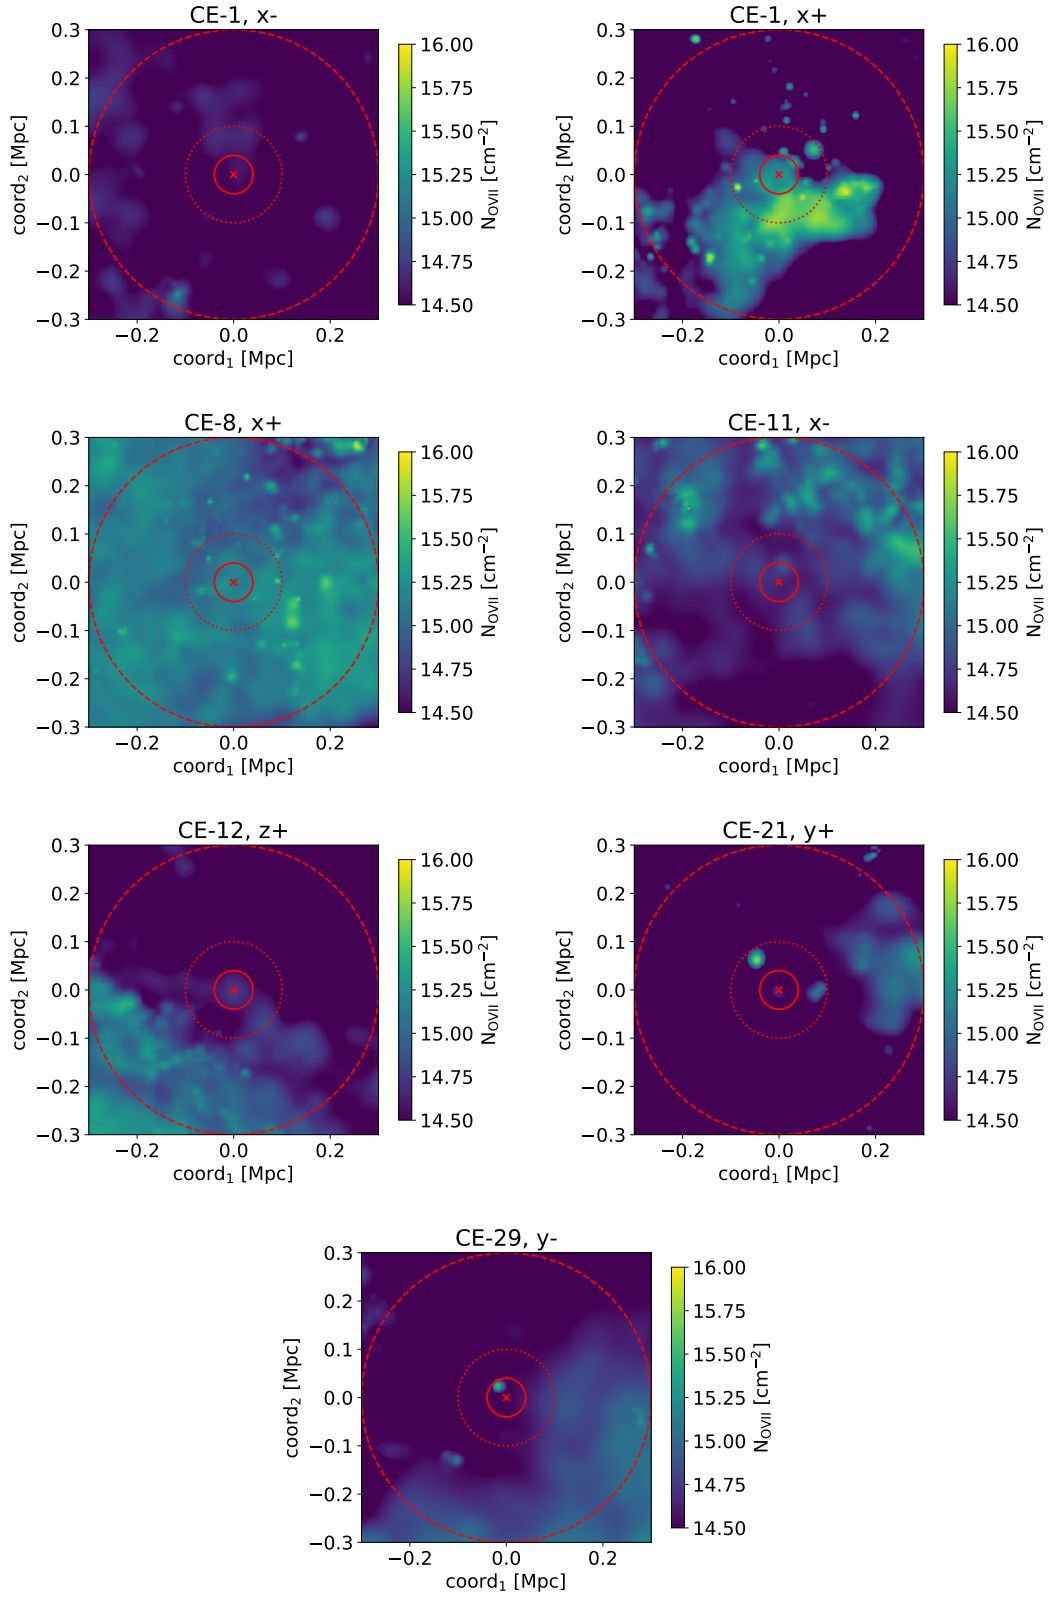 CE-1, x-
0.3
0.2
0.1
0.0
−0.1
−0.2
−0.3
coord₂ [Mpc]
−0.2 0.0 0.2
coord₁ [Mpc]
16.00
15.75
15.50
15.25
15.00
14.75
14.50
N_OVII [cm⁻²]
CE-1, x+
0.3
0.2
0.1
0.0
−0.1
−0.2
−0.3
coord₂ [Mpc]
−0.2 0.0 0.2
coord₁ [Mpc]
16.00
15.75
15.50
15.25
15.00
14.75
14.50
N_OVII [cm⁻²]
CE-8, x+
0.3
0.2
0.1
0.0
−0.1
−0.2
−0.3
coord₂ [Mpc]
−0.2 0.0 0.2
coord₁ [Mpc]
16.00
15.75
15.50
15.25
15.00
14.75
14.50
N_OVII [cm⁻²]
CE-11, x-
0.3
0.2
0.1
0.0
−0.1
−0.2
−0.3
coord₂ [Mpc]
−0.2 0.0 0.2
coord₁ [Mpc]
16.00
15.75
15.50
15.25
15.00
14.75
14.50
N_OVII [cm⁻²]
CE-12, z+
0.3
0.2
0.1
0.0
−0.1
−0.2
−0.3
coord₂ [Mpc]
−0.2 0.0 0.2
coord₁ [Mpc]
16.00
15.75
15.50
15.25
15.00
14.75
14.50
N_OVII [cm⁻²]
CE-21, y+
0.3
0.2
0.1
0.0
−0.1
−0.2
−0.3
coord₂ [Mpc]
−0.2 0.0 0.2
coord₁ [Mpc]
16.00
15.75
15.50
15.25
15.00
14.75
14.50
N_OVII [cm⁻²]
CE-29, y-
0.3
0.2
0.1
0.0
−0.1
−0.2
−0.3
coord₂ [Mpc]
−0.2 0.0 0.2
coord₁ [Mpc]
16.00
15.75
15.50
15.25
15.00
14.75
14.50
N_OVII [cm⁻²]